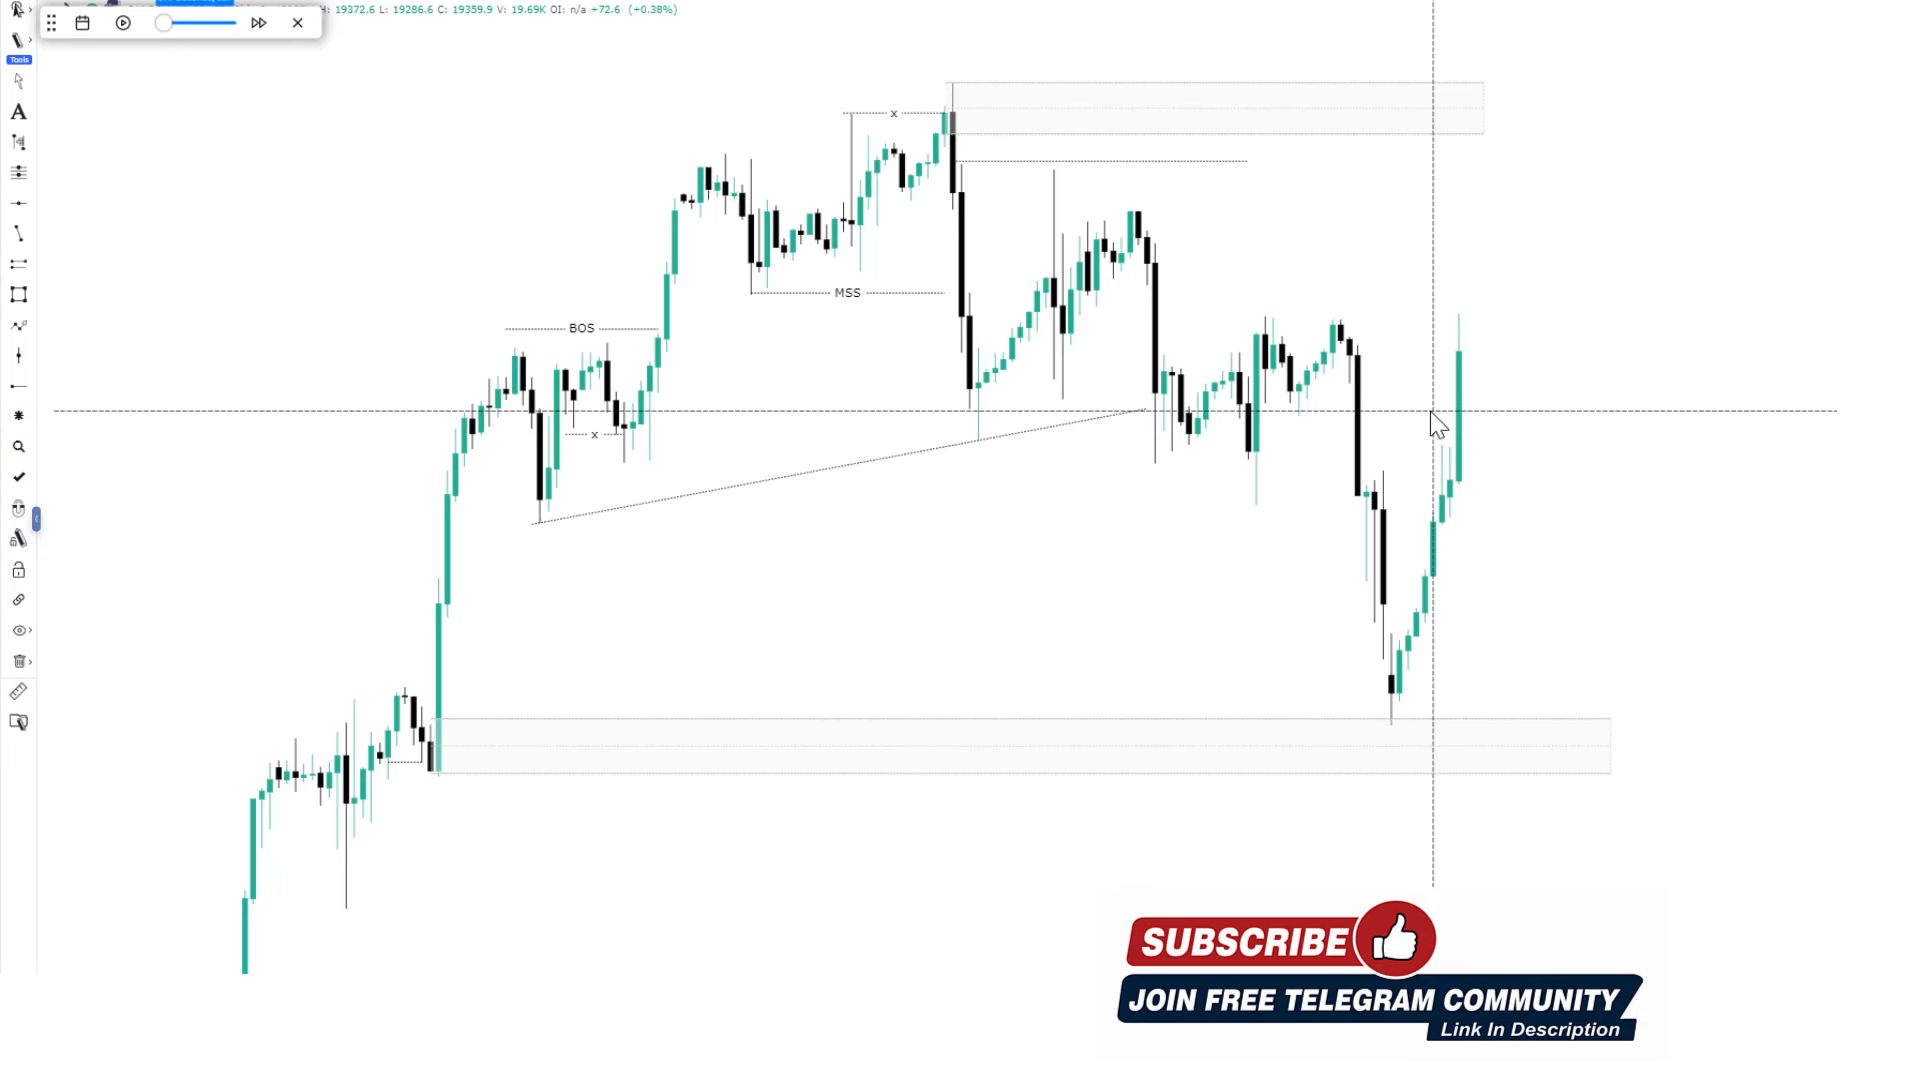 H: 19372.6 L: 19286.6 C: 19359.9 V: 19.69K OI: n/a +72.6 (+0.38%)
Tools
A
x
MSS
BOS
x
SUBSCRIBE
JOIN FREE TELEGRAM COMMUNITY
Link In Description